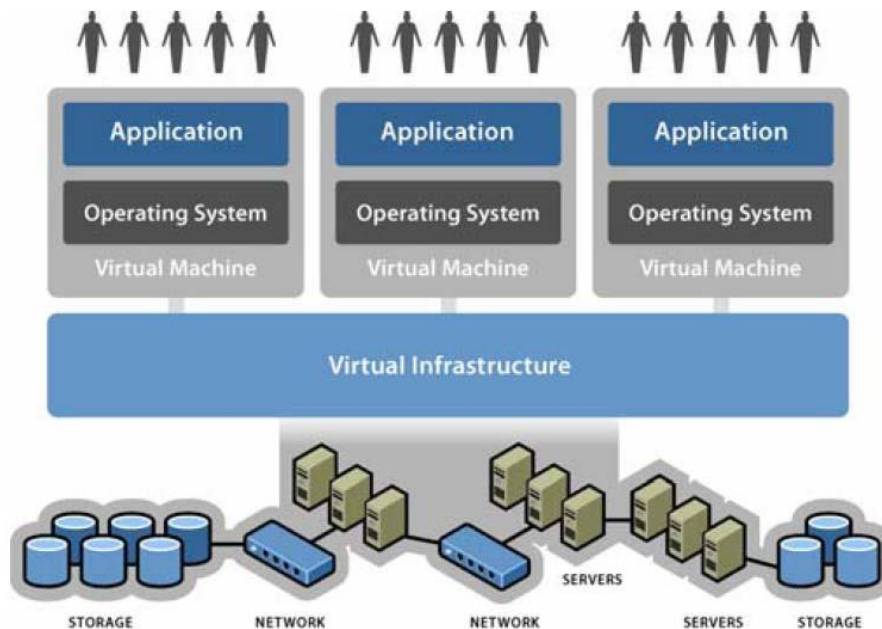 Application
Application
Application
Operating System
Operating System
Operating System
Virtual Machine
Virtual Machine
Virtual Machine
Virtual Infrastructure
SERVERS
STORAGE
NETWORK
NETWORK
SERVERS
STORAGE